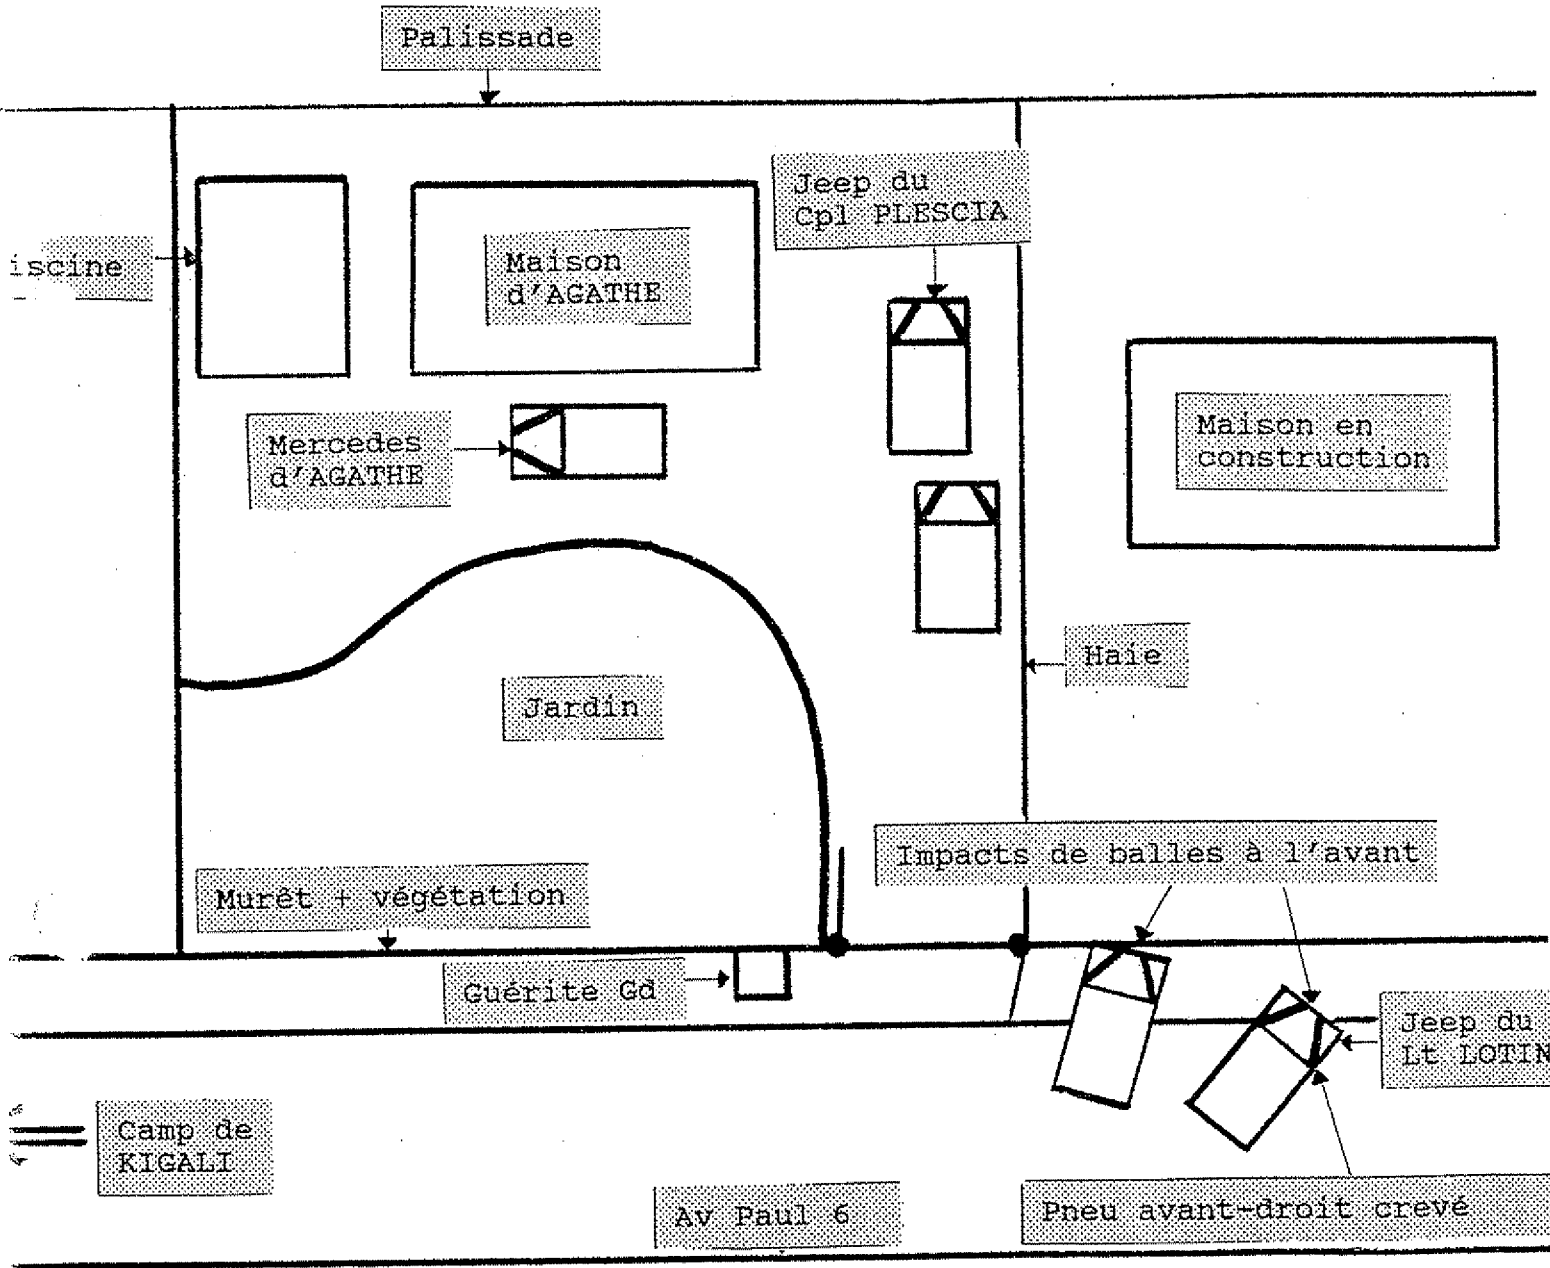 Palissade
Jeep du
Cpl PLESCIA
iscine
Maison
d'AGATHE
Mercedes
d'AGATHE
Maison en
construction
Haie
Jardin
Impacts de balles à l'avant
Murêt + végétation
Guérite Gd
Jeep du
Lt LOTIN
Camp de
KIGALI
Av Paul 6
Pneu avant-droit crevé